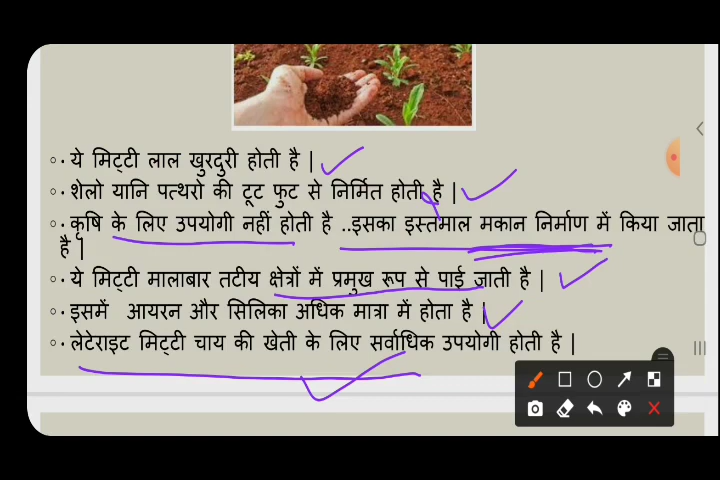 ○· ये मिट्टी लाल खुरदुरी होती है |
○· शेलो यानि पत्थरो की टूट फुट से निर्मित होती है |
○· कृषि के लिए उपयोगी नहीं होती है ..इसका इस्तेमाल मकान निर्माण में किया जाता
है |
○· ये मिट्टी मालाबार तटीय क्षेत्रों में प्रमुख रूप से पाई जाती है |
○· इसमें आयरन और सिलिका अधिक मात्रा में होता है |
○· लेटेराइट मिट्टी चाय की खेती के लिए सर्वाधिक उपयोगी होती है |